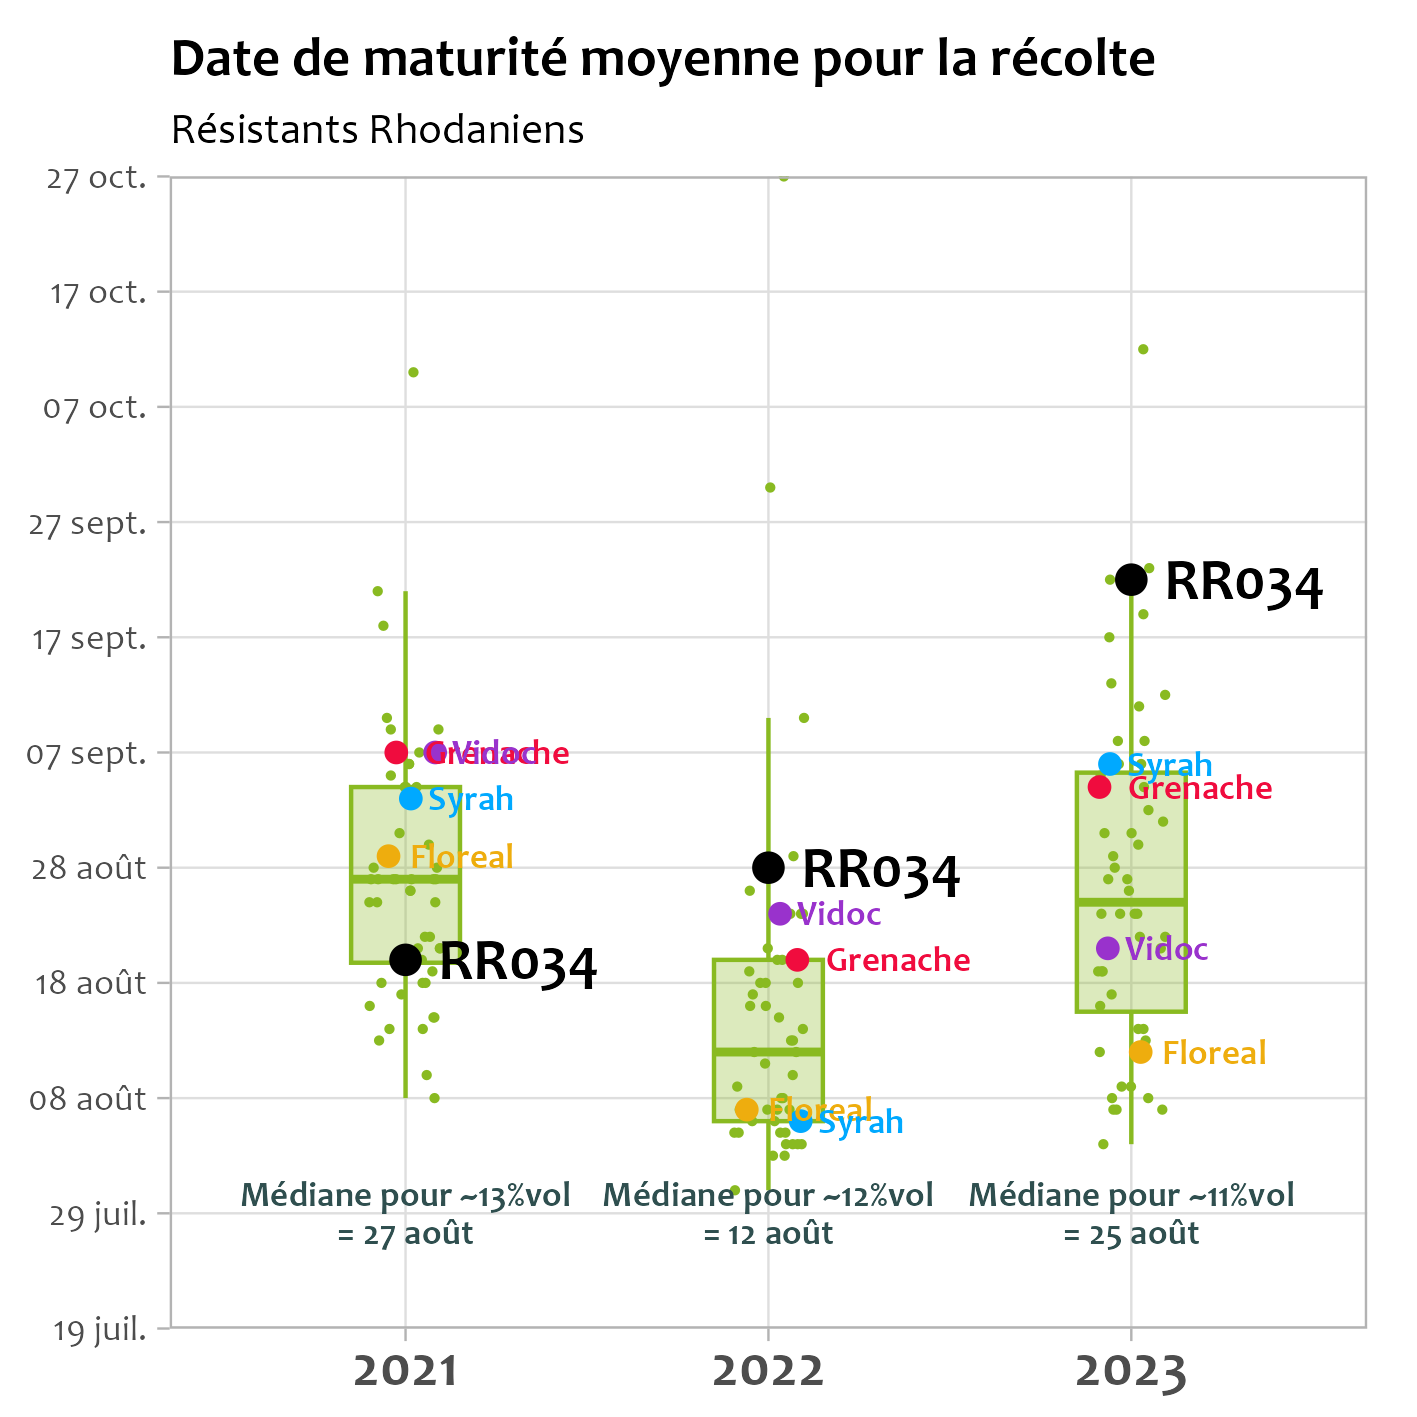 Date de maturité moyenne pour la récolte
Résistants Rhodaniens
27 oct.
17 oct.
07 oct.
27 sept.
17 sept.
07 sept.
28 août
18 août
08 août
29 juil.
19 juil.
Grenache
Vidoc
Syrah
Floreal
RR034
Médiane pour ~13%vol
= 27 août
RR034
Vidoc
Grenache
Floreal
Syrah
Médiane pour ~12%vol
= 12 août
RR034
Syrah
Grenache
Vidoc
Floreal
Médiane pour ~11%vol
= 25 août
2021
2022
2023